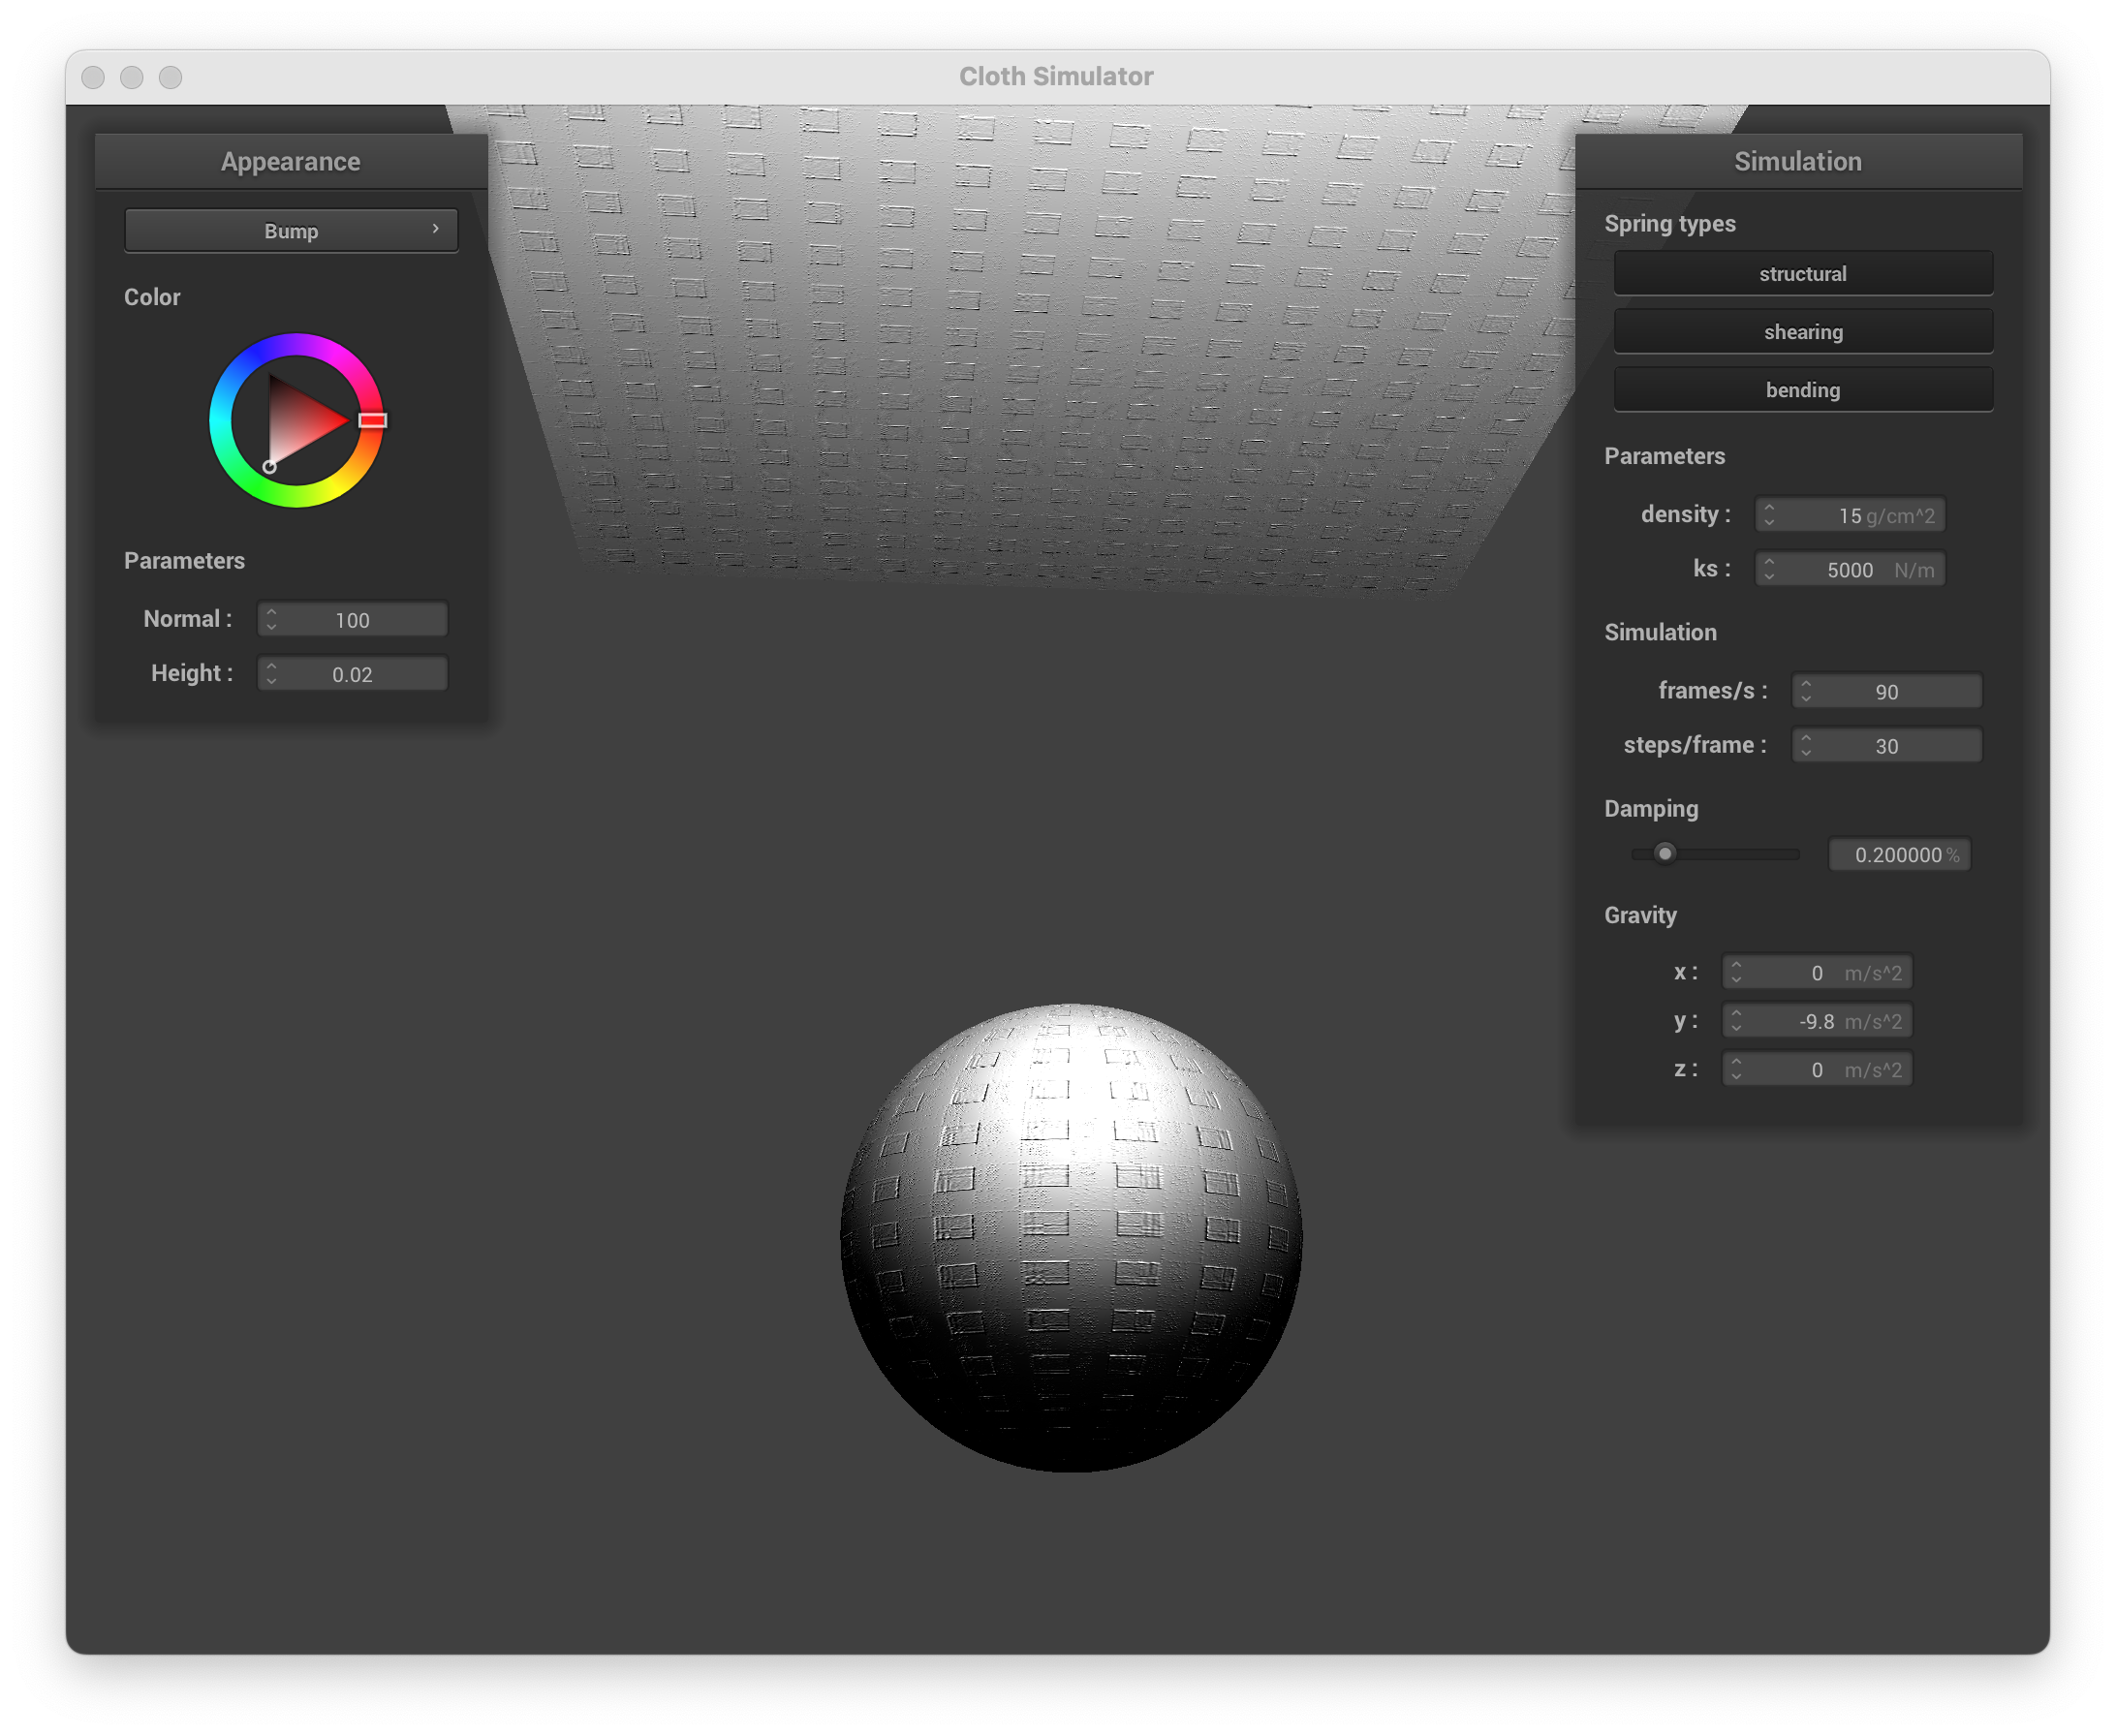 Cloth Simulator
Appearance
Bump
Color
Parameters
Normal : 100
Height : 0.02
Simulation
Spring types
structural
shearing
bending
Parameters
density : 15 g/cm^2
ks : 5000 N/m
Simulation
frames/s : 90
steps/frame : 30
Damping
0.200000 %
Gravity
x : 0 m/s^2
y : -9.8 m/s^2
z : 0 m/s^2